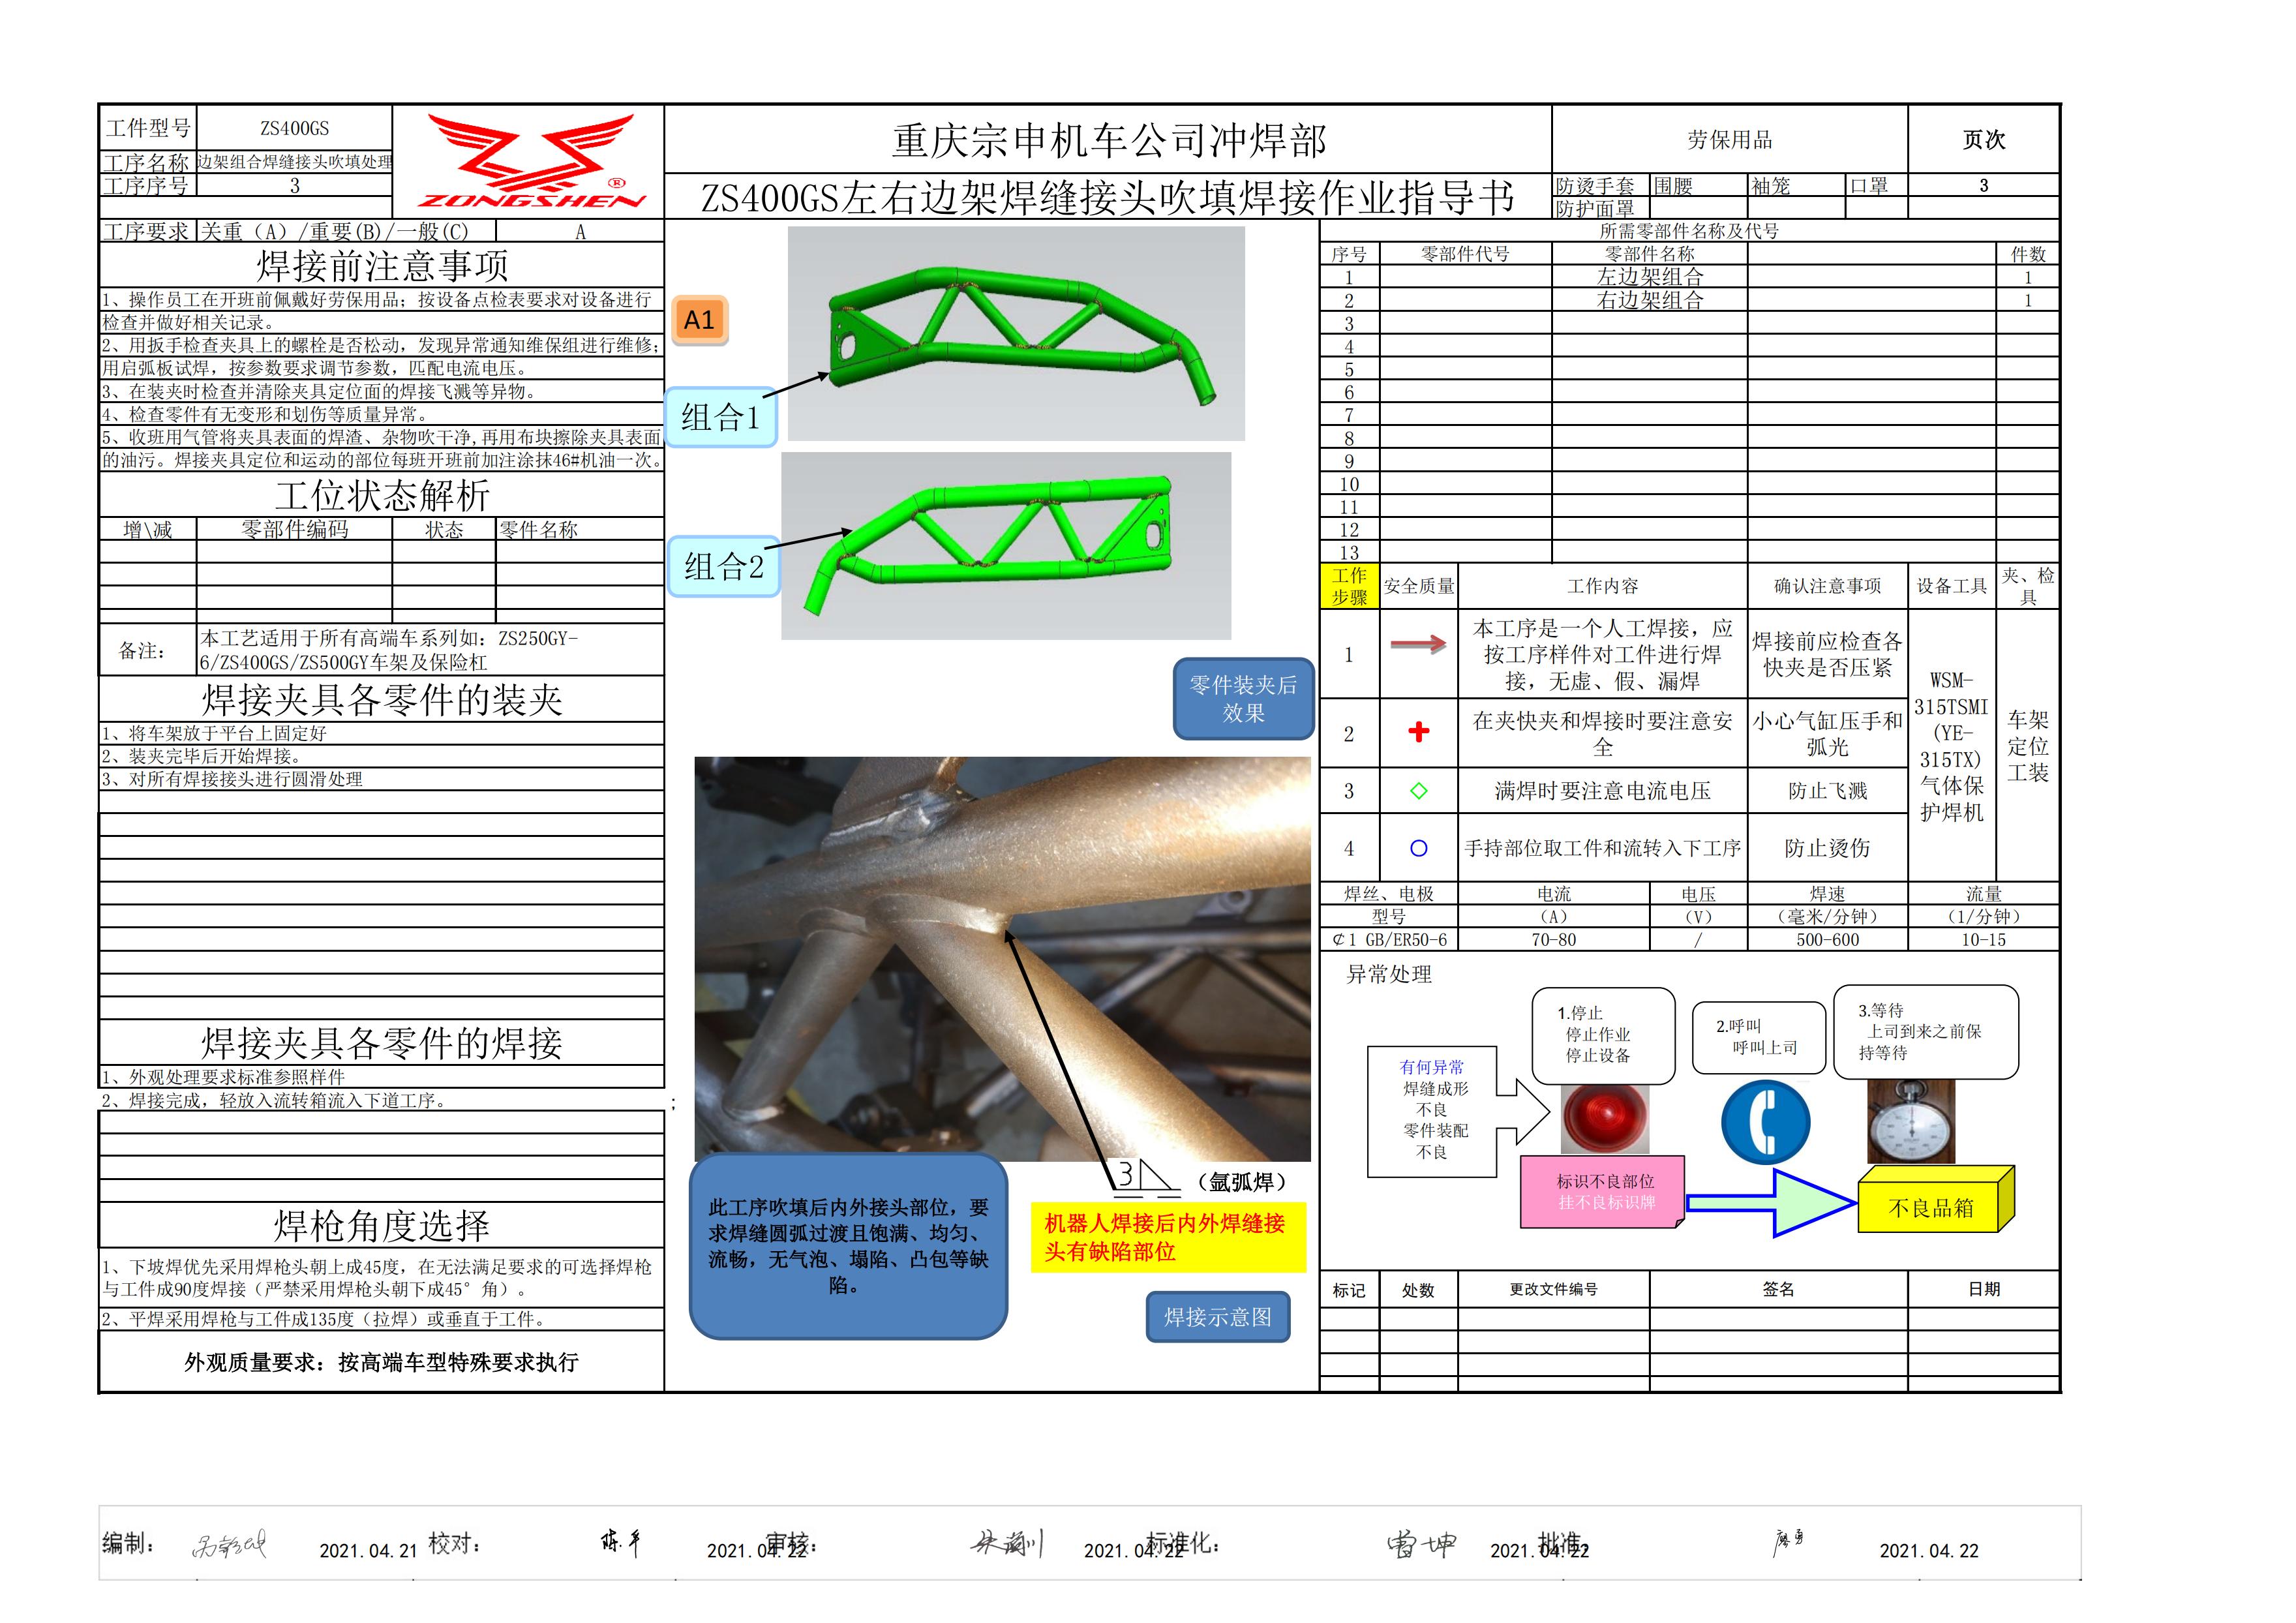 工件型号 ZS400GS
工序名称 边架组合焊缝接头吹填处理
工序序号 3
ZONGSHEN ®
重庆宗申机车公司冲焊部
ZS400GS左右边架焊缝接头吹填焊接作业指导书
劳保用品 页次
防烫手套 围腰 袖笼 口罩 3
防护面罩
工序要求 关重（A）/重要(B)/一般(C) A
焊接前注意事项
1、操作员工在开班前佩戴好劳保用品；按设备点检表要求对设备进行
检查并做好相关记录。
2、用扳手检查夹具上的螺栓是否松动，发现异常通知维保组进行维修；
用启弧板试焊，按参数要求调节参数，匹配电流电压。
3、在装夹时检查并清除夹具定位面的焊接飞溅等异物。
4、检查零件有无变形和划伤等质量异常。
5、收班用气管将夹具表面的焊渣、杂物吹干净,再用布块擦除夹具表面
的油污。焊接夹具定位和运动的部位每班开班前加注涂抹46#机油一次。
工位状态解析
增\减 零部件编码 状态 零件名称
备注：
本工艺适用于所有高端车系列如：ZS250GY-
6/ZS400GS/ZS500GY车架及保险杠
焊接夹具各零件的装夹
1、将车架放于平台上固定好
2、装夹完毕后开始焊接。
3、对所有焊接接头进行圆滑处理
焊接夹具各零件的焊接
1、外观处理要求标准参照样件
2、焊接完成，轻放入流转箱流入下道工序。
;
焊枪角度选择
1、下坡焊优先采用焊枪头朝上成45度，在无法满足要求的可选择焊枪
与工件成90度焊接（严禁采用焊枪头朝下成45°角）。
2、平焊采用焊枪与工件成135度（拉焊）或垂直于工件。
外观质量要求：按高端车型特殊要求执行
A1
组合1
组合2
零件装夹后
效果
3 （氩弧焊）
此工序吹填后内外接头部位，要
求焊缝圆弧过渡且饱满、均匀、
流畅，无气泡、塌陷、凸包等缺
陷。
机器人焊接后内外焊缝接
头有缺陷部位
焊接示意图
所需零部件名称及代号
序号 零部件代号 零部件名称 件数
1 左边架组合 1
2 右边架组合 1
3
4
5
6
7
8
9
10
11
12
13
工作
步骤
安全质量 工作内容 确认注意事项 设备工具
夹、检
具
1
本工序是一个人工焊接，应
按工序样件对工件进行焊
接，无虚、假、漏焊
焊接前应检查各
快夹是否压紧
2
在夹快夹和焊接时要注意安
全
小心气缸压手和
弧光
3 满焊时要注意电流电压 防止飞溅
4 手持部位取工件和流转入下工序 防止烫伤
WSM-
315TSMI
(YE-
315TX)
气体保
护焊机
车架
定位
工装
焊丝、电极 电流 电压 焊速 流量
型号 （A） （V） （毫米/分钟） （1/分钟）
¢1 GB/ER50-6 70-80 / 500-600 10-15
异常处理
有何异常
焊缝成形
不良
零件装配
不良
1.停止
停止作业
停止设备
2.呼叫
呼叫上司
3.等待
上司到来之前保
持等待
标识不良部位
挂不良标识牌
不良品箱
标记 处数 更改文件编号 签名 日期
编制： 2021.04.21 校对： 陈平 2021.04.22 审核： 2021.04.22 标准化： 曾坤 2021.04.22 批准： 2021.04.22